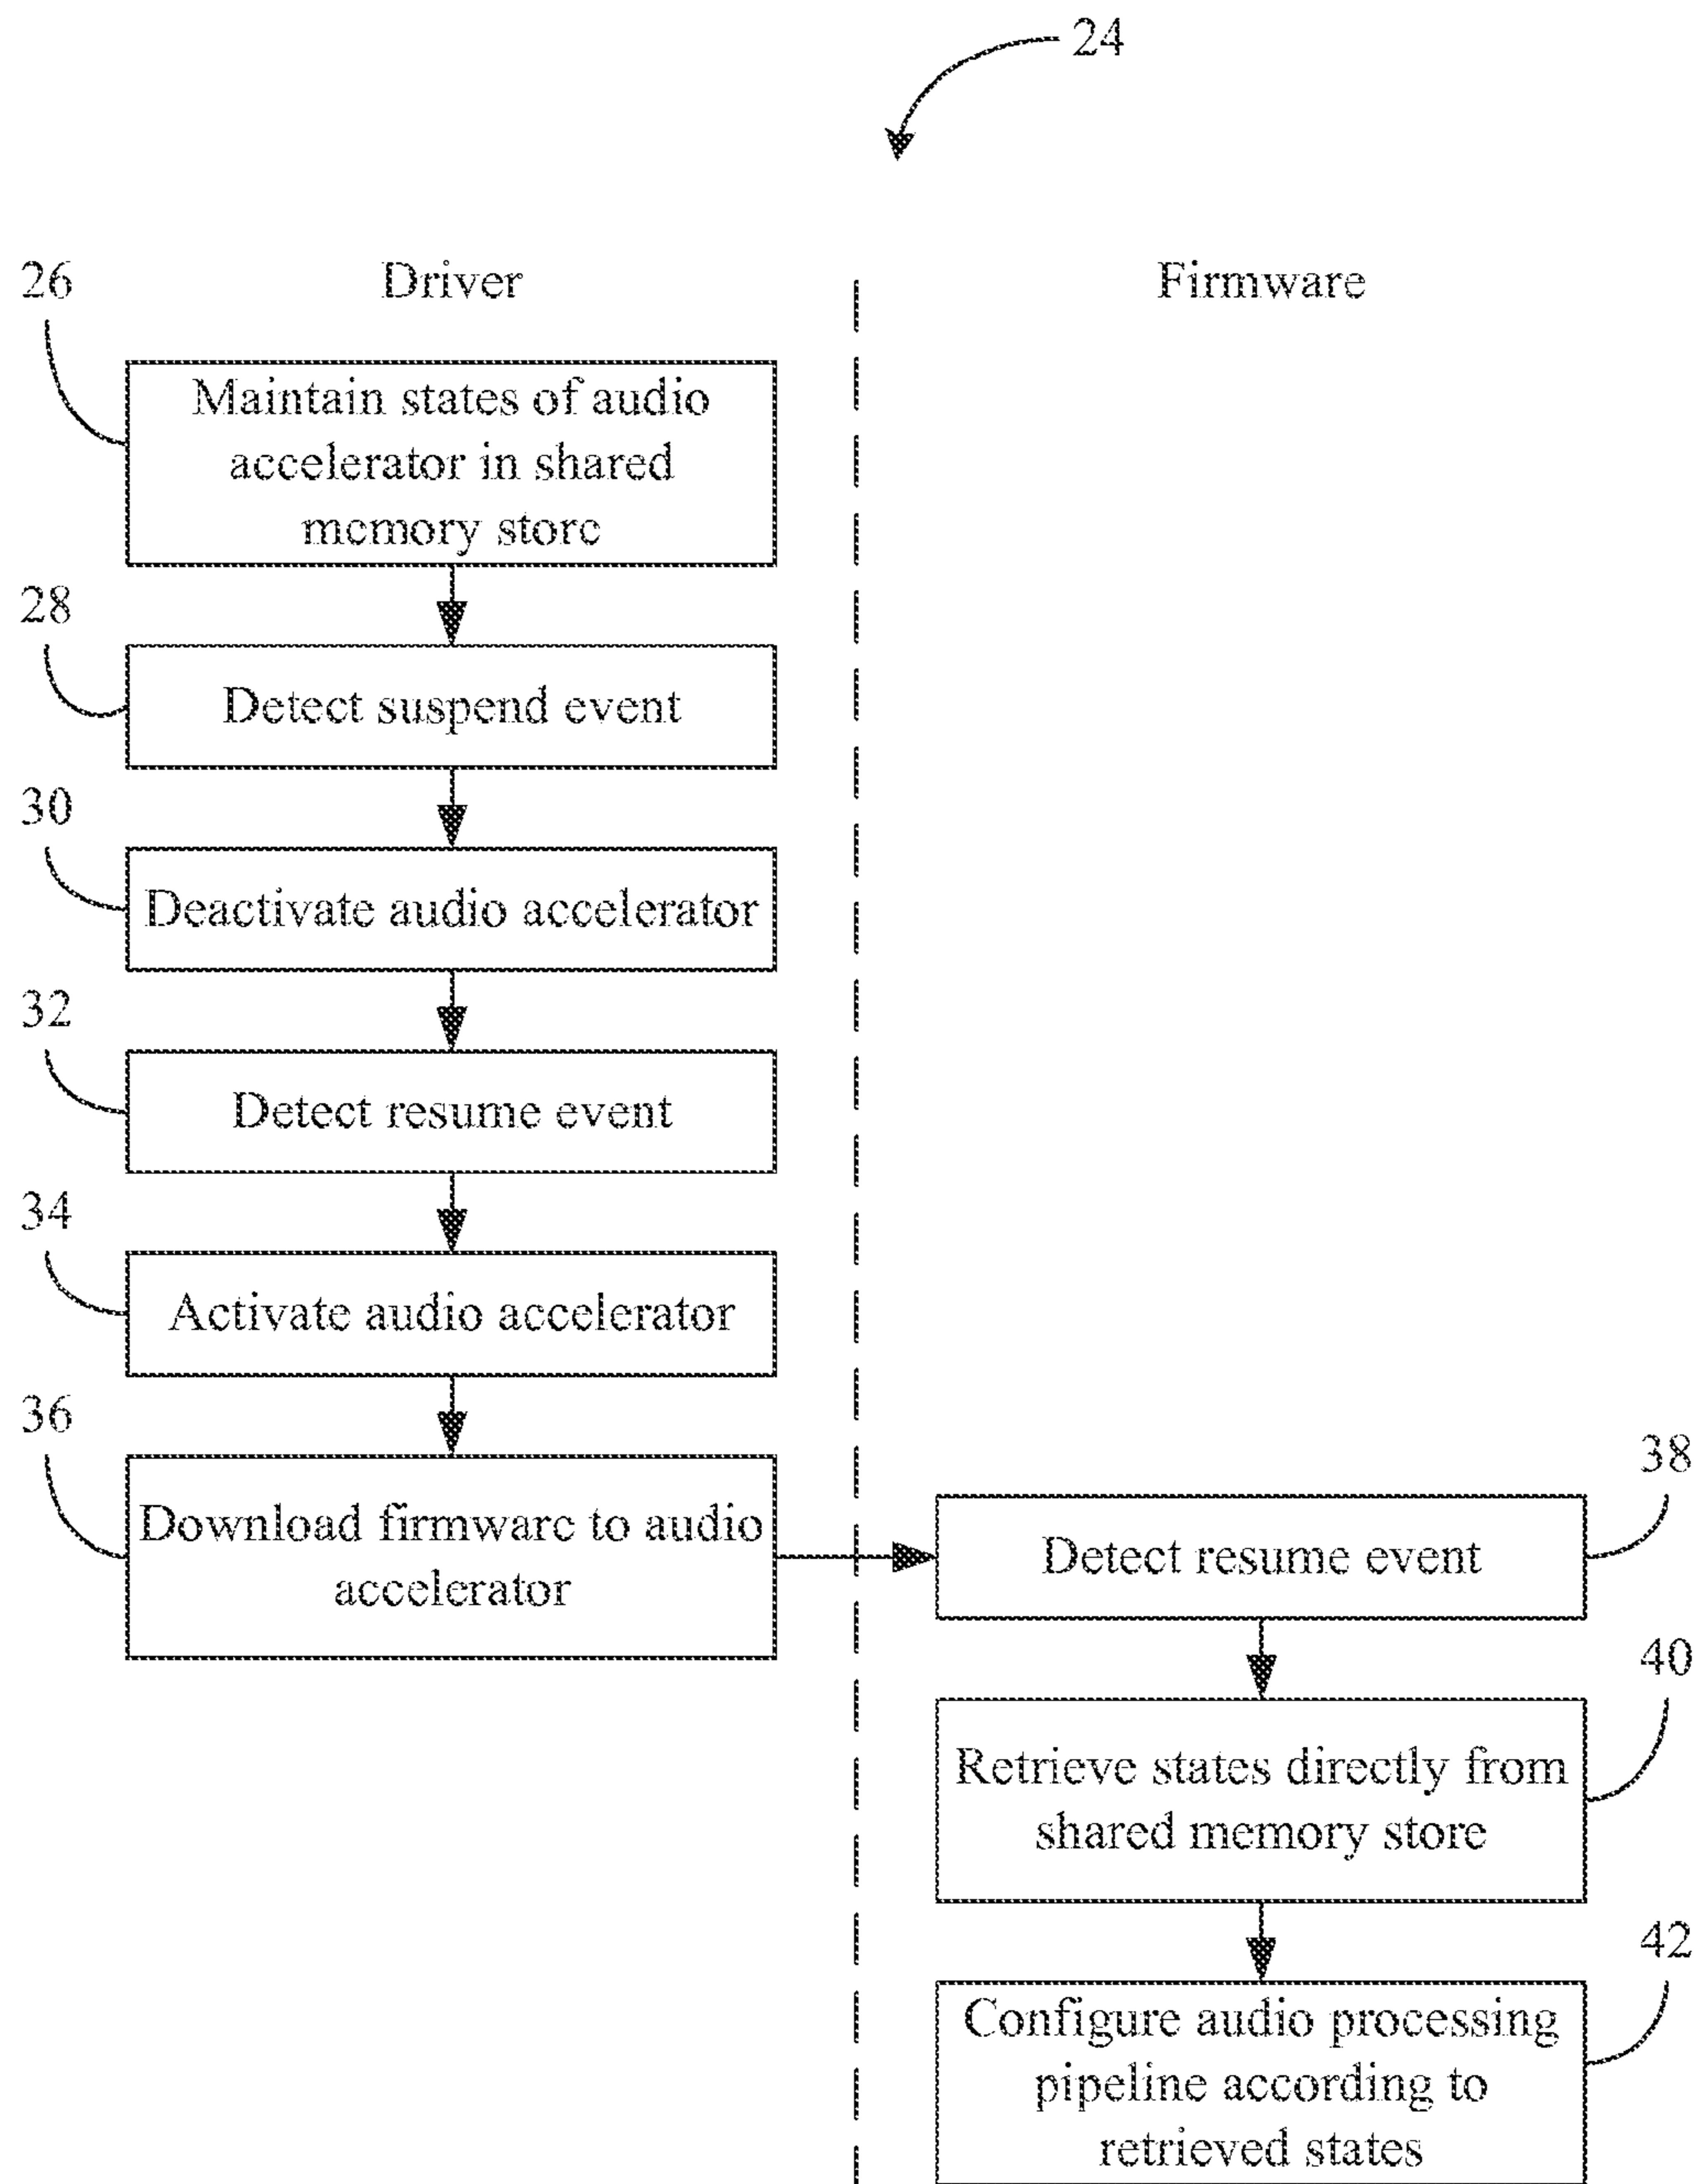 24
Driver
Firmware
26
Maintain states of audio
accelerator in shared
memory store
28
Detect suspend event
30
Deactivate audio accelerator
32
Detect resume event
34
Activate audio accelerator
36
Download firmware to audio
accelerator
38
Detect resume event
40
Retrieve states directly from
shared memory store
42
Configure audio processing
pipeline according to
retrieved states